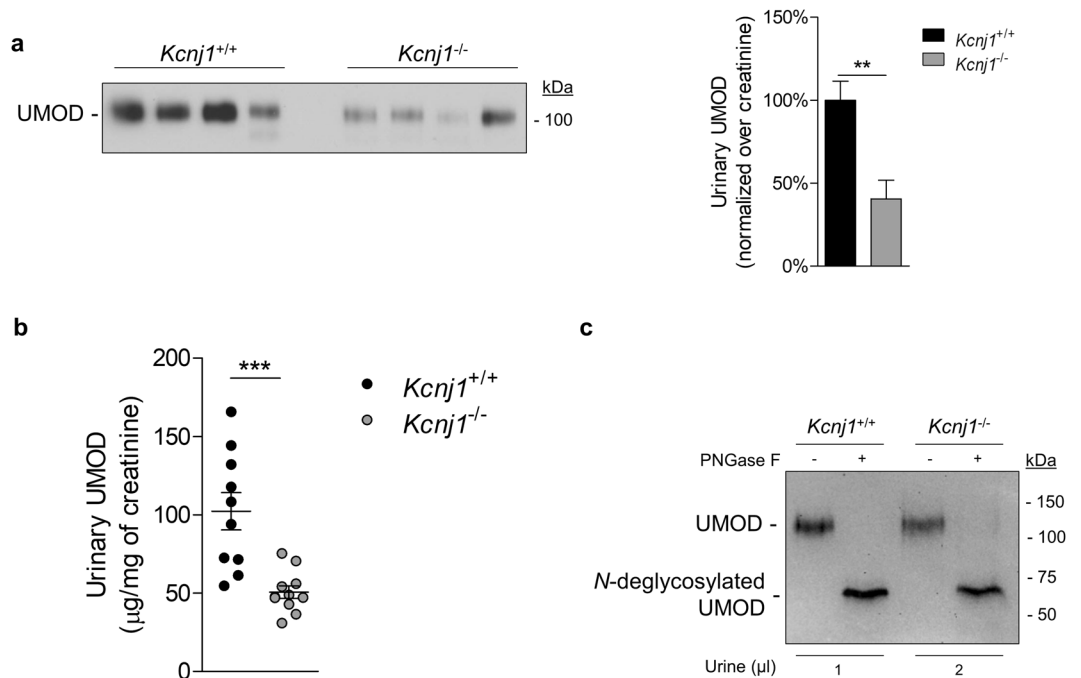 a
Kcnj1+/+ Kcnj1-/-
kDa
UMOD -
- 100
150%
100%
50%
0%
Urinary UMOD
(normalized over creatinine)
**
Kcnj1+/+
Kcnj1-/-
b
200
150
100
50
0
Urinary UMOD
(μg/mg of creatinine)
***
Kcnj1+/+
Kcnj1-/-
c
Kcnj1+/+ Kcnj1-/-
PNGase F - + - + kDa
UMOD -
N-deglycosylated
UMOD -
- 150
- 100
- 75
- 50
Urine (μl) 1 2